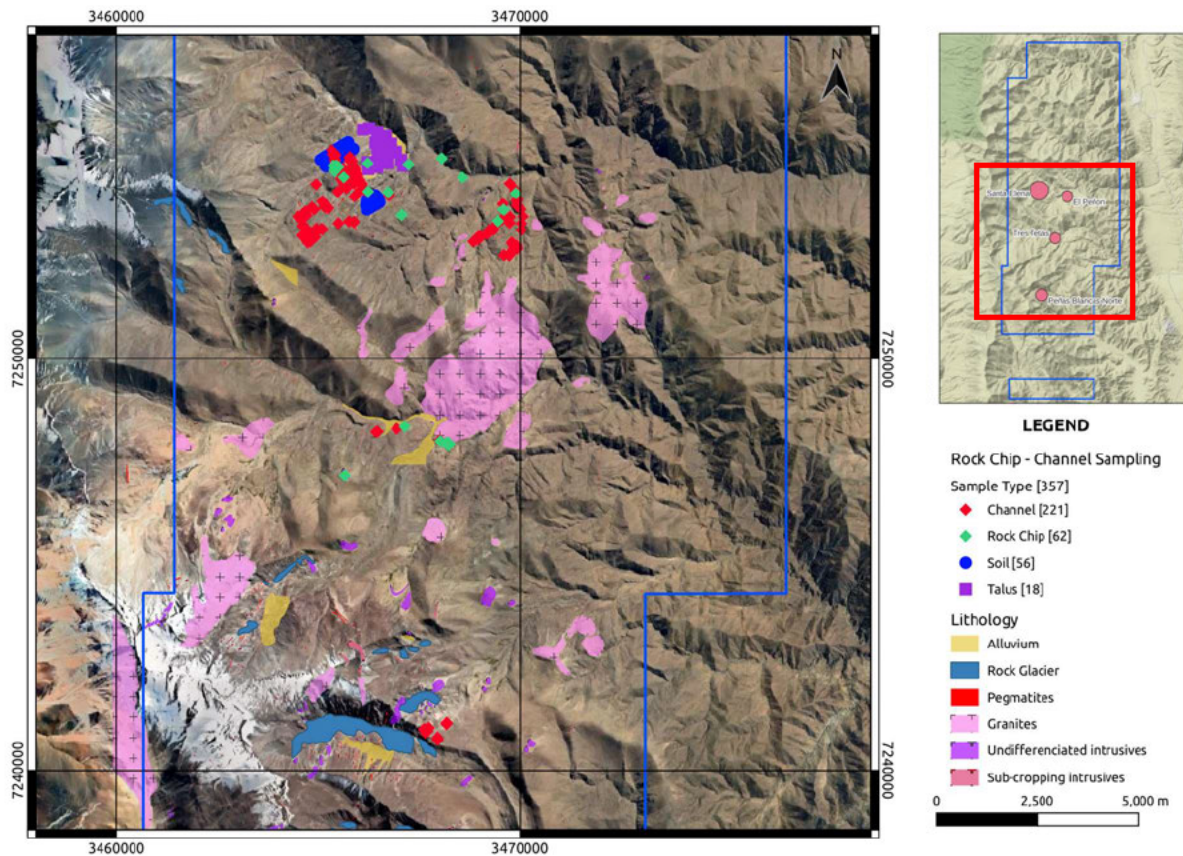 3460000
3470000
N
7250000
7250000
7240000
7240000
3460000
3470000
Santa Elena
El Peñon
Tres Tetas
Peñas Blancas Norte
LEGEND
Rock Chip - Channel Sampling
Sample Type [357]
Channel [221]
Rock Chip [62]
Soil [56]
Talus [18]
Lithology
Alluvium
Rock Glacier
Pegmatites
Granites
Undifferenciated intrusives
Sub-cropping intrusives
0
2,500
5,000 m